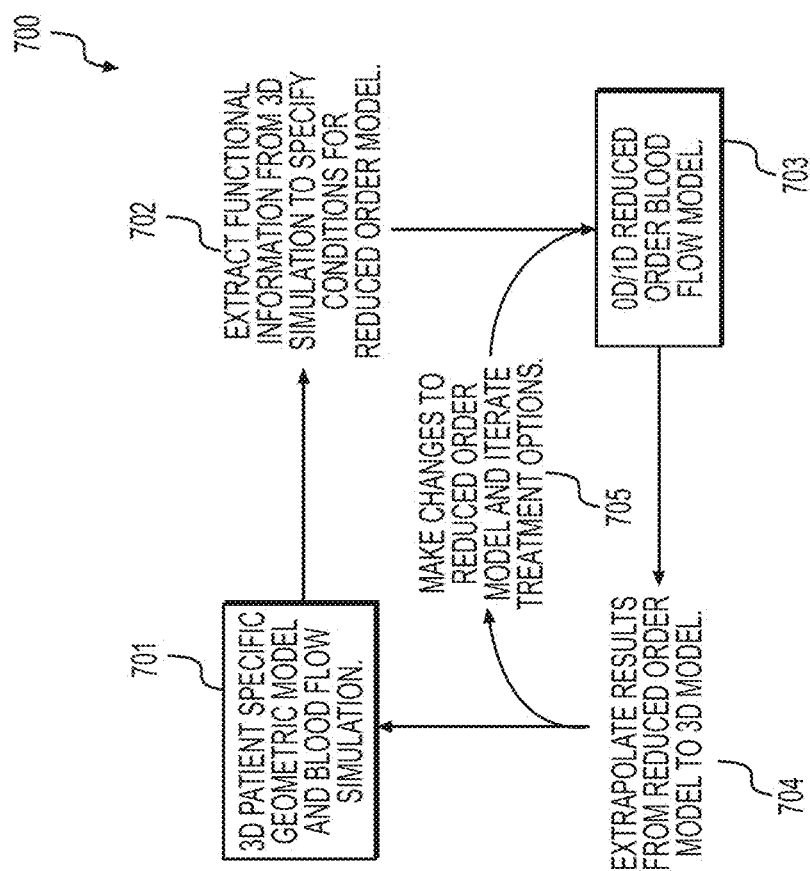 700
701
3D PATIENT SPECIFIC
GEOMETRIC MODEL
AND BLOOD FLOW
SIMULATION.
702
EXTRACT FUNCTIONAL
INFORMATION FROM 3D
SIMULATION TO SPECIFY
CONDITIONS FOR
REDUCED ORDER MODEL.
0D/1D REDUCED
ORDER BLOOD
FLOW MODEL.
703
EXTRAPOLATE RESULTS
FROM REDUCED ORDER
MODEL TO 3D MODEL.
704
MAKE CHANGES TO
REDUCED ORDER
MODEL AND ITERATE
TREATMENT OPTIONS.
705